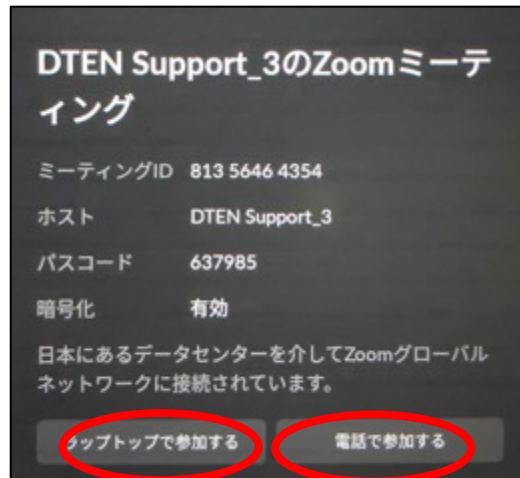 DTEN Support_3のZoomミーテ
ィング
ミーティングID 813 5646 4354
ホスト DTEN Support_3
パスコード 637985
暗号化 有効
日本にあるデータセンターを介してZoomグローバル
ネットワークに接続されています。
ラップトップで参加する 電話で参加する